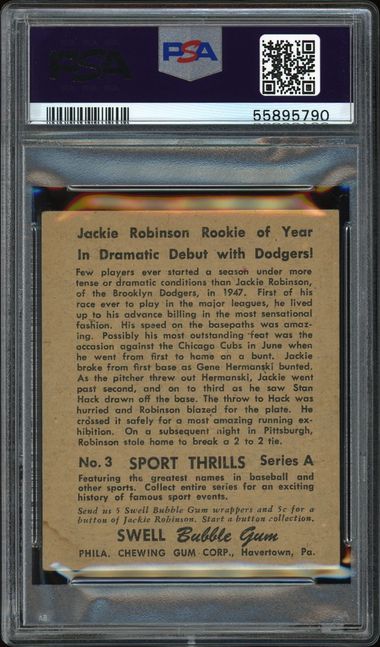 PSA
PSA
55895790
Jackie Robinson Rookie of Year
In Dramatic Debut with Dodgers!
Few players ever started a season under more
tense or dramatic conditions than Jackie Robinson,
of the Brooklyn Dodgers, in 1947. First of his
race ever to play in the major leagues, he lived
up to his advance billing in the most sensational
fashion. His speed on the basepaths was amaz-
ing. Possibly his most outstanding feat was the
occasion against the Chicago Cubs in June when
he went from first to home on a bunt. Jackie
broke from first base as Gene Hermanski bunted.
As the pitcher threw out Hermanski, Jackie went
past second, and on to third as he saw Stan
Hack drawn off the base. The throw to Hack was
hurried and Robinson blazed for the plate. He
crossed it safely for a most amazing running ex-
hibition. On a subsequent night in Pittsburgh,
Robinson stole home to break a 2 to 2 tie.
No. 3 SPORT THRILLS Series A
Featuring the greatest names in baseball and
other sports. Collect entire series for an exciting
history of famous sport events.
Send us 5 Swell Bubble Gum wrappers and 5c for a
button of Jackie Robinson. Start a button collection.
SWELL Bubble Gum
PHILA. CHEWING GUM CORP., Havertown, Pa.